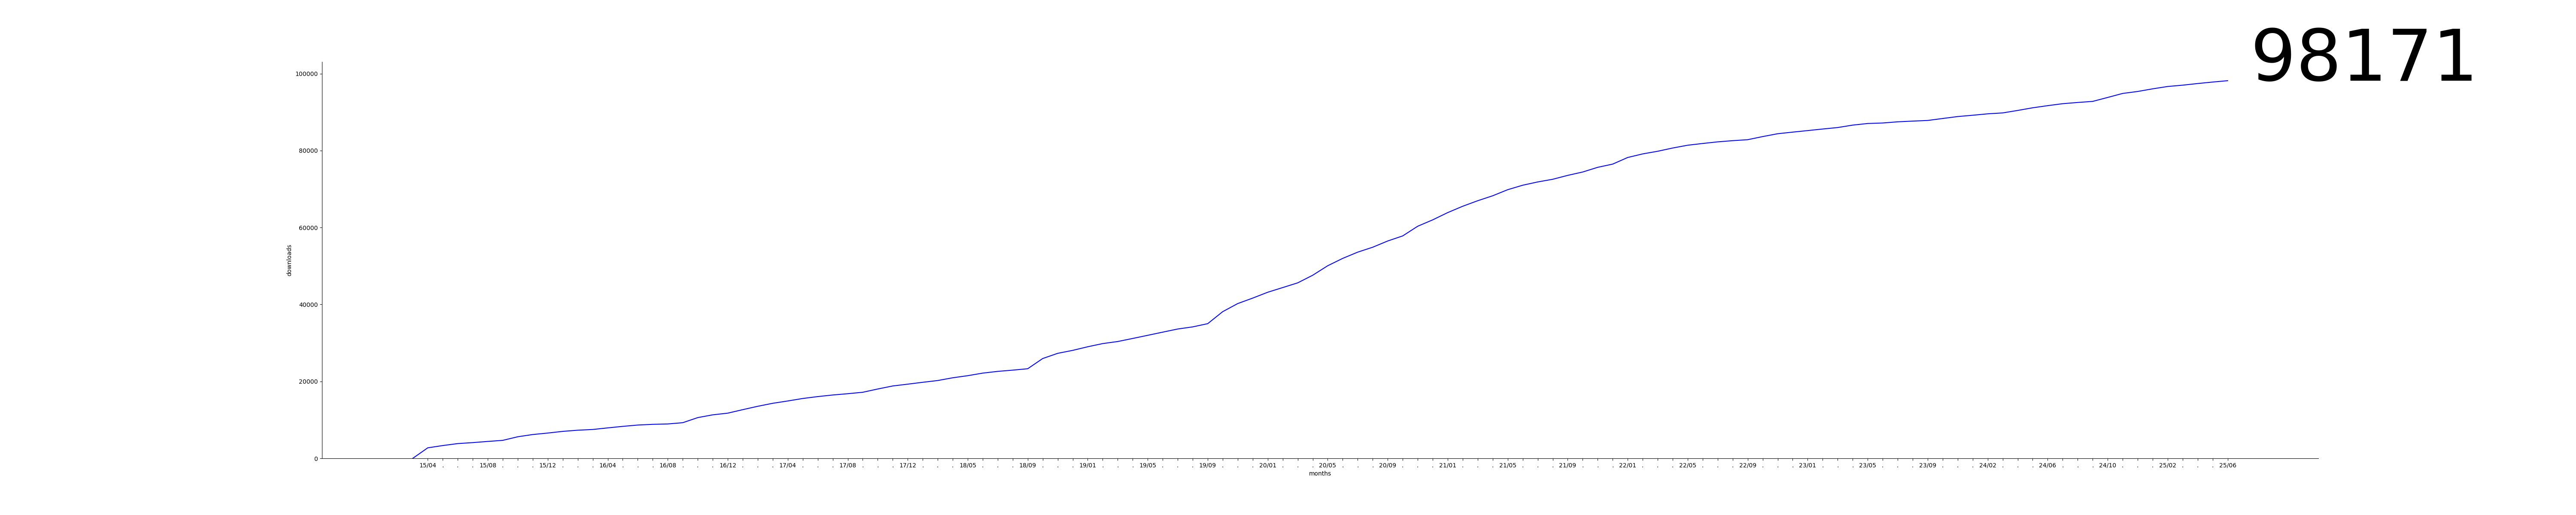 98171
100000
80000
60000
40000
20000
0
downloads
15/04 . . . 15/08 . . . 15/12 . . . 16/04 . . . 16/08 . . . 16/12 . . . 17/04 . . . 17/08 . . . 17/12 . . . 18/05 . . . 18/09 . . . 19/01 . . . 19/05 . . . 19/09 . . . 20/01 . . . 20/05 . . . 20/09 . . . 21/01 . . . 21/05 . . . 21/09 . . . 22/01 . . . 22/05 . . . 22/09 . . . 23/01 . . . 23/05 . . . 23/09 . . . 24/02 . . . 24/06 . . . 24/10 . . . 25/02 . . . 25/06
months